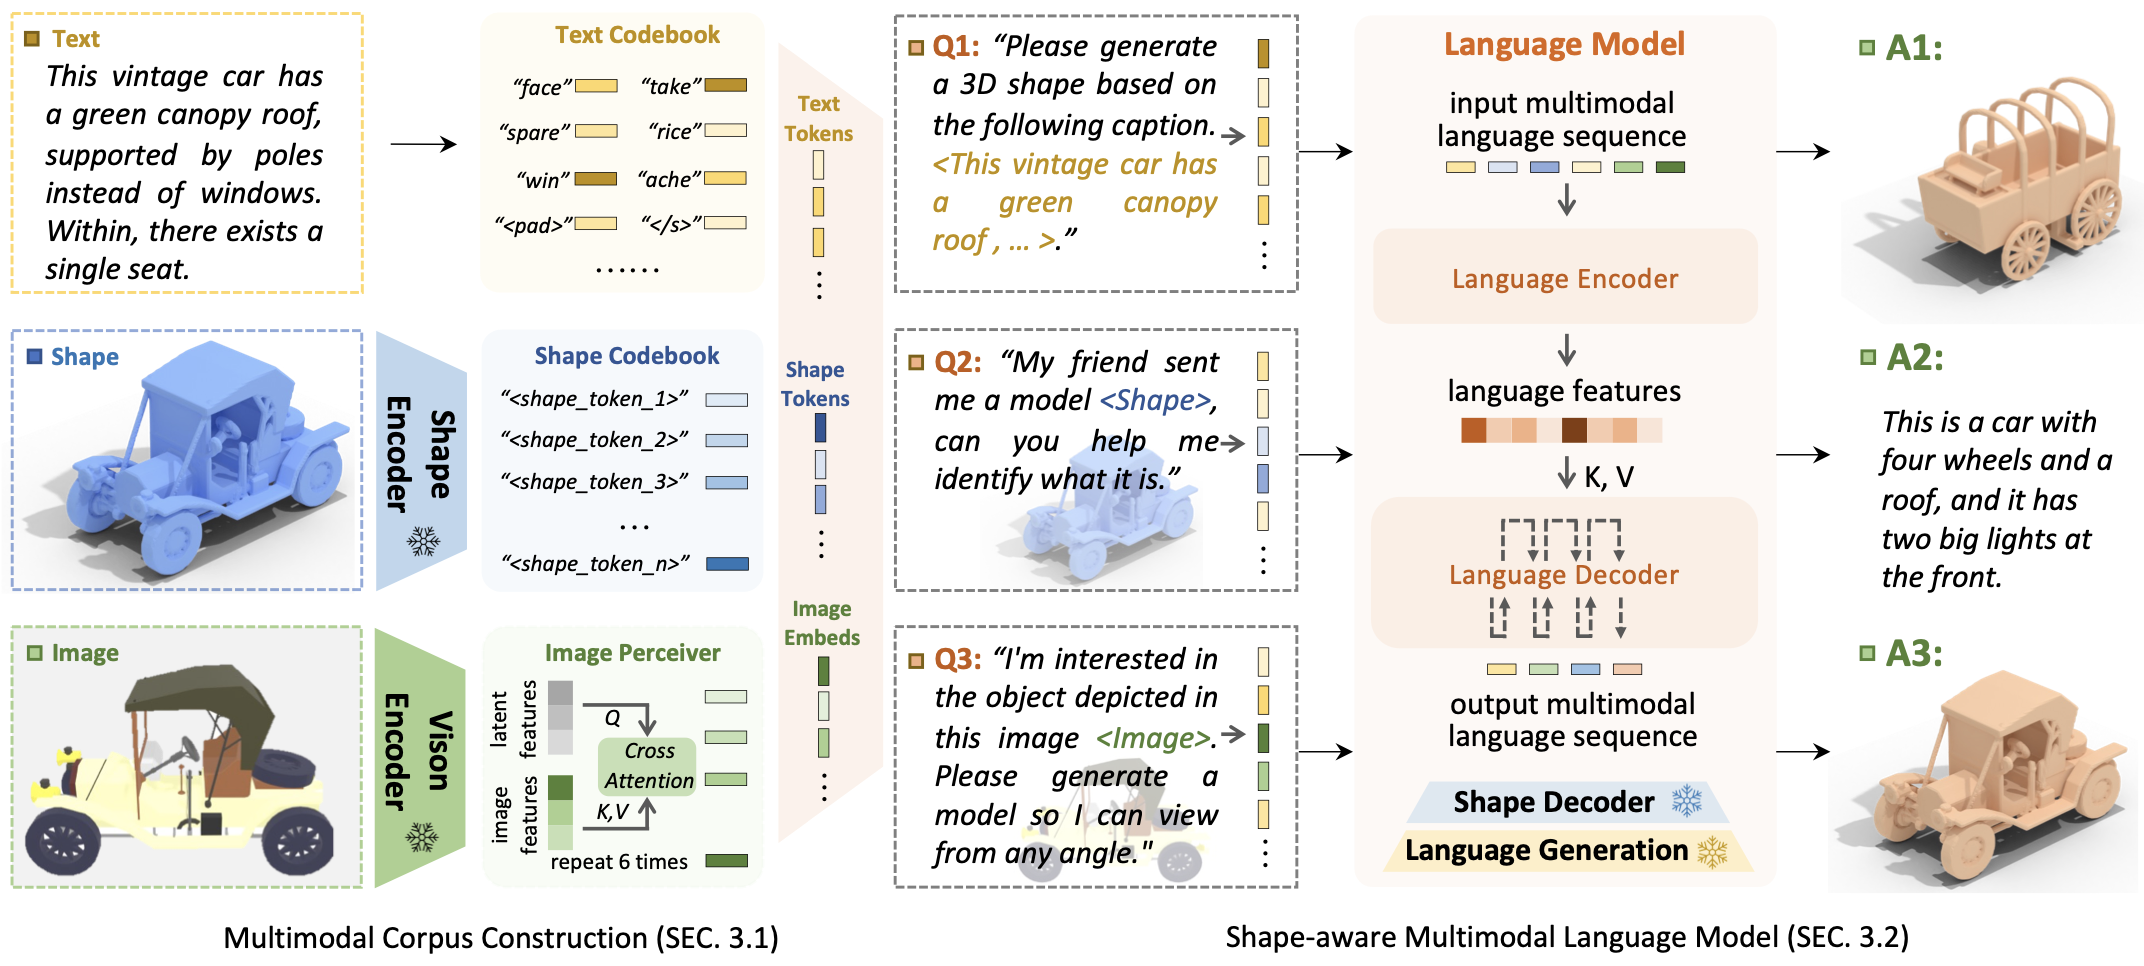 Text
This vintage car has
a green canopy roof,
supported by poles
instead of windows.
Within, there exists a
single seat.
Text Codebook
“face” “take”
“spare” “rice”
“win” “ache”
“<pad>” “</s>”
......
Text
Tokens
Shape
Shape
Encoder
Shape Codebook
“<shape_token_1>”
“<shape_token_2>”
“<shape_token_3>”
...
“<shape_token_n>”
Shape
Tokens
Image
Vison
Encoder
Image Perceiver
latent
features
Q
Cross
Attention
K,V
image
features
repeat 6 times
Image
Embeds
Multimodal Corpus Construction (SEC. 3.1)
Q1: “Please generate
a 3D shape based on
the following caption.
<This vintage car has
a green canopy
roof , ... >.”
Q2: “My friend sent
me a model <Shape>,
can you help me
identify what it is.”
Q3: “I'm interested in
the object depicted in
this image <Image>.
Please generate a
model so I can view
from any angle."
Language Model
input multimodal
language sequence
Language Encoder
language features
K, V
Language Decoder
output multimodal
language sequence
Shape Decoder
Language Generation
A1:
A2:
This is a car with
four wheels and a
roof, and it has
two big lights at
the front.
A3:
Shape-aware Multimodal Language Model (SEC. 3.2)